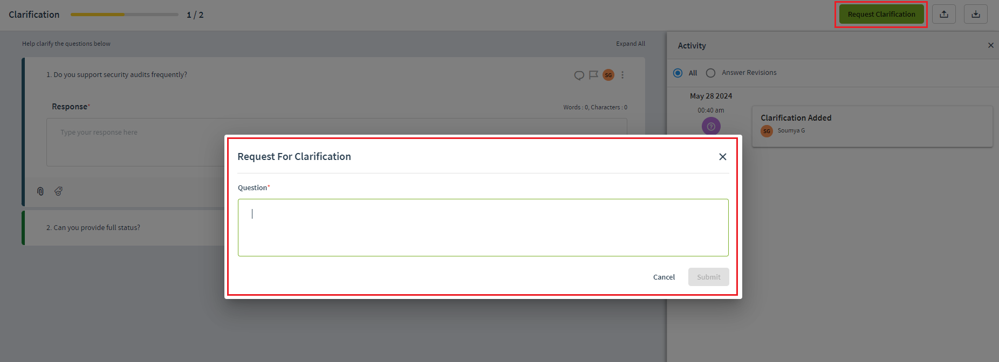 Clarification 1 / 2 Request Clarification
Help clarify the questions below Expand All
1. Do you support security audits frequently? SG
Response* Words : 0, Characters : 0
Type your response here
2. Can you provide full status?
Activity
All Answer Revisions
May 28 2024
00:40 am
?
Clarification Added
SG Soumya G
Request For Clarification
Question*
Cancel Submit